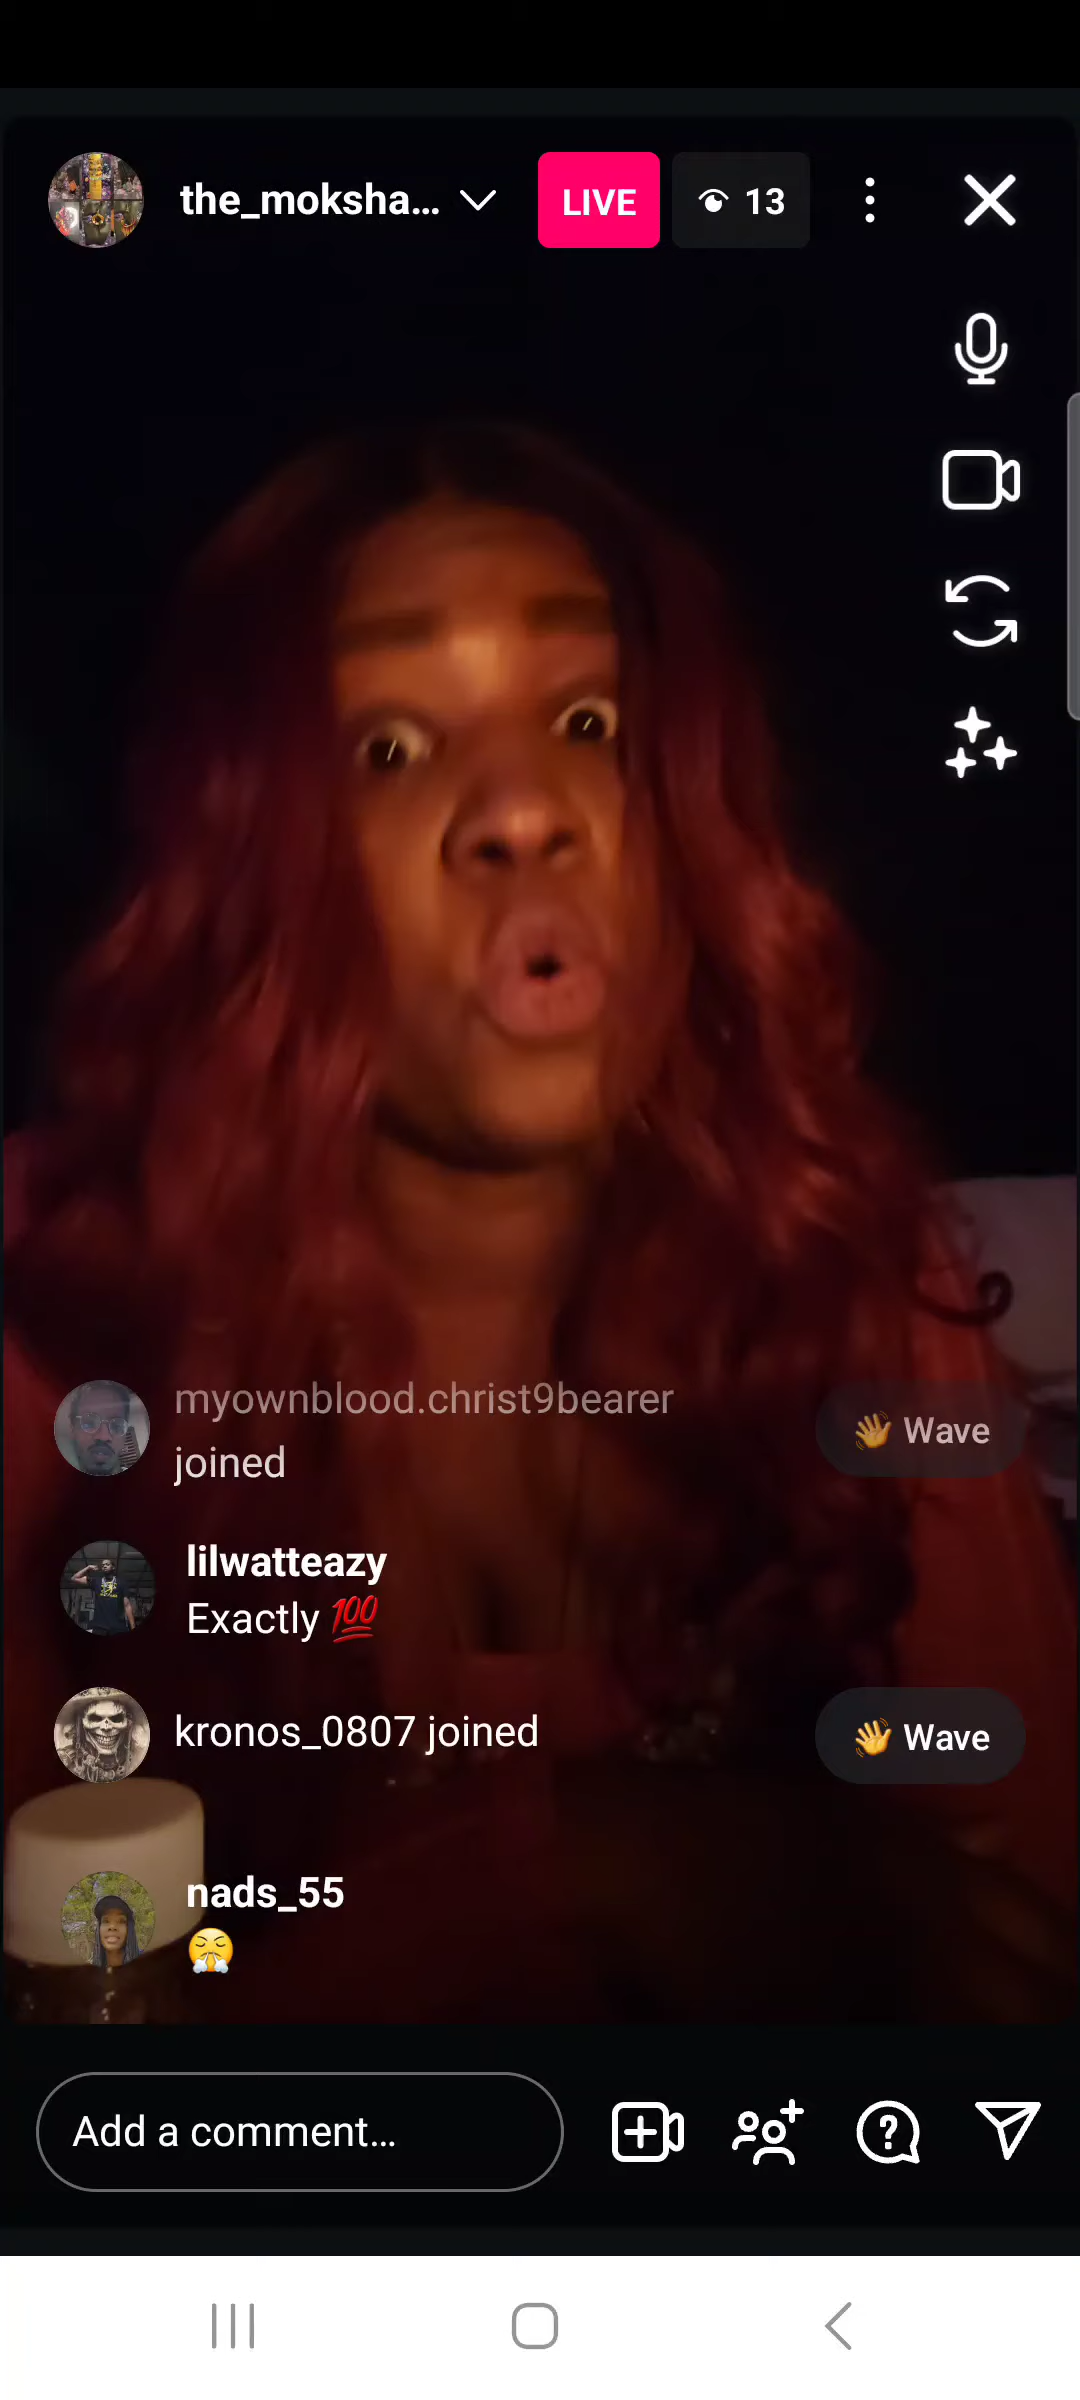 the_moksha...
LIVE
13
myownblood.christ9bearer
joined
Wave
lilwatteazy
Exactly 💯
kronos_0807 joined
Wave
nads_55
😤
Add a comment...